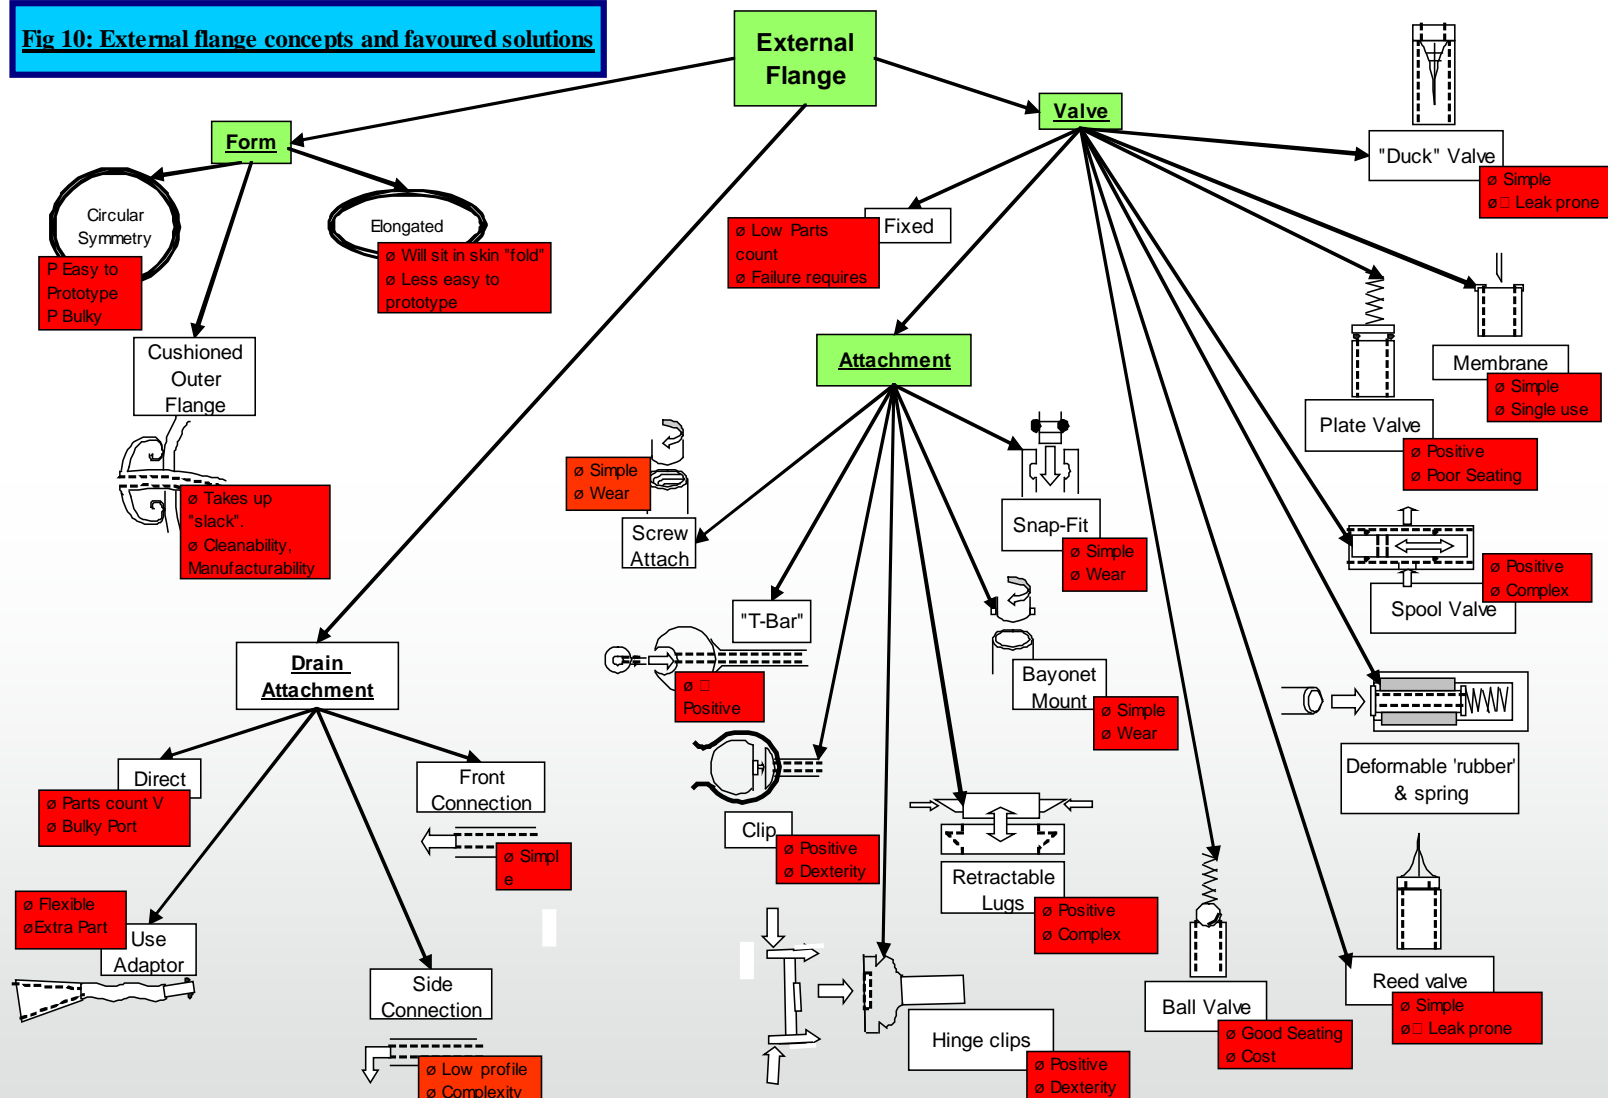 Fig 10: External flange concepts and favoured solutions
External
Flange
Form
Circular
Symmetry
P Easy to
Prototype
P Bulky
Elongated
ø Will sit in skin "fold"
ø Less easy to
prototype
Cushioned
Outer
Flange
ø Takes up
"slack".
ø Cleanability,
Manufacturability
Valve
"Duck" Valve
ø Simple
ø□ Leak prone
Fixed
ø Low Parts
count
ø Failure requires
Membrane
ø Simple
ø Single use
Plate Valve
ø Positive
ø Poor Seating
Spool Valve
ø Positive
ø Complex
Deformable 'rubber'
& spring
Reed valve
ø Simple
ø□ Leak prone
Ball Valve
ø Good Seating
ø Cost
Attachment
Screw
Attach
ø Simple
ø Wear
Snap-Fit
ø Simple
ø Wear
"T-Bar"
ø □
Positive
Bayonet
Mount
ø Simple
ø Wear
Clip
ø Positive
ø Dexterity
Retractable
Lugs
ø Positive
ø Complex
Hinge clips
ø Positive
ø Dexterity
Drain
Attachment
Direct
ø Parts count V
ø Bulky Port
Front
Connection
ø Simpl
e
Use
Adaptor
ø Flexible
øExtra Part
Side
Connection
ø Low profile
ø Complexity